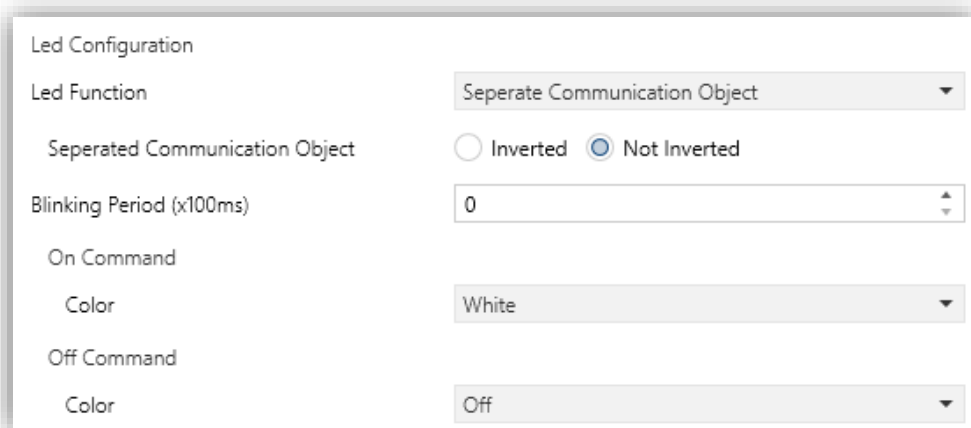 Led Configuration
Led Function Seperate Communication Object
Seperated Communication Object Inverted Not Inverted
Blinking Period (x100ms) 0
On Command
Color White
Off Command
Color Off